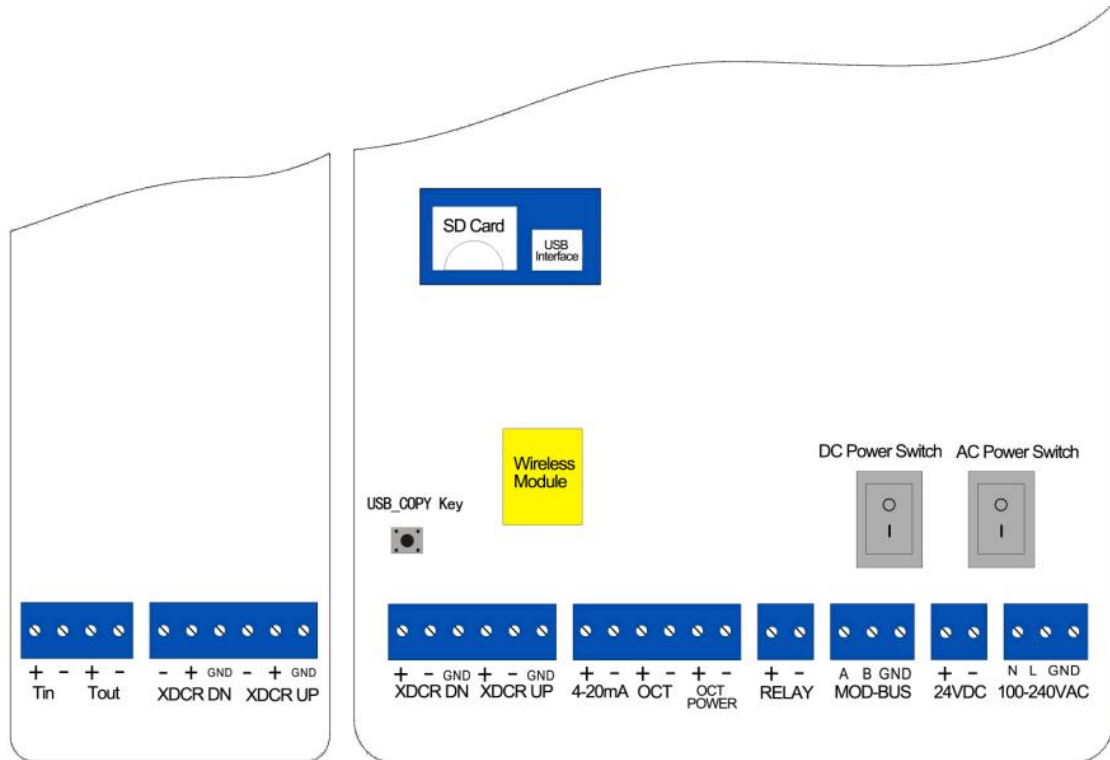 SD Card
USB
Interface
Wireless
Module
DC Power Switch
AC Power Switch
USB_COPY Key
+ - + -
Tin Tout
- + GND - + GND
XDCR DN XDCR UP
+ - GND + - GND
XDCR DN XDCR UP
+ - + - + -
4-20mA OCT OCT
POWER
+ -
RELAY
A B GND
MOD-BUS
+ -
24VDC
N L GND
100-240VAC